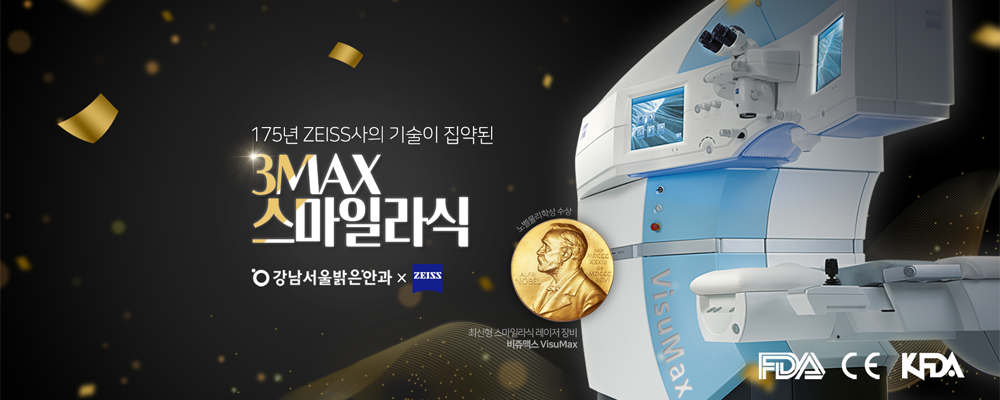 175년 ZEISS사의 기술이 집약된
3MAX
스마일라식
강남서울밝은안과 × ZEISS
노벨물리학상 수상
ALFR.
NOBEL
최신형 스마일라식 레이저 장비
비쥬맥스 VisuMax
VisuMax
FDA CE KFDA